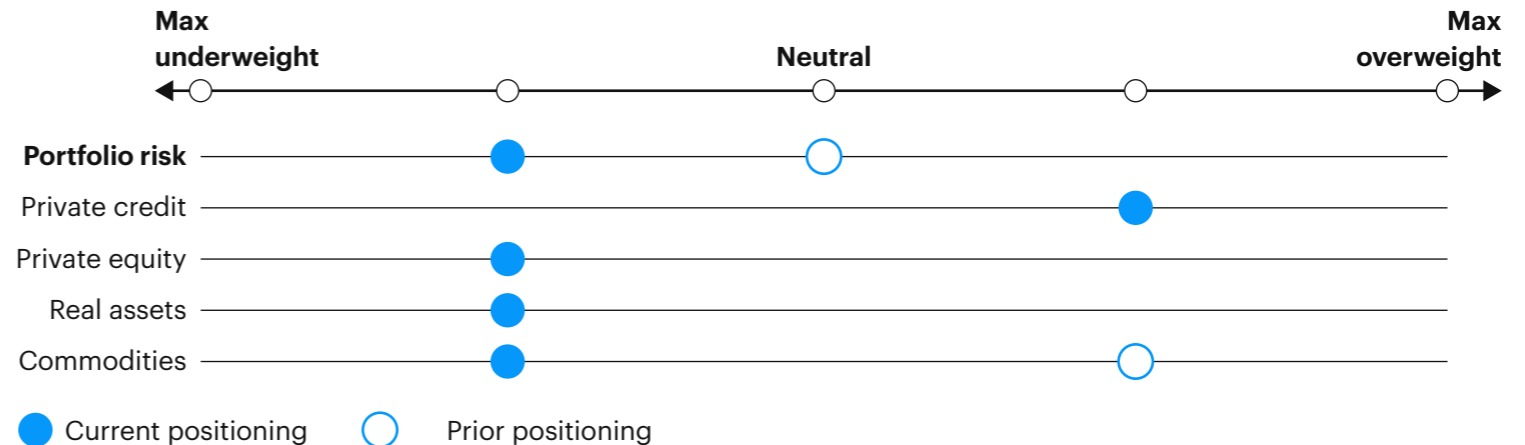 Max
underweight
Neutral
Max
overweight
Portfolio risk
Private credit
Private equity
Real assets
Commodities
Current positioning
Prior positioning